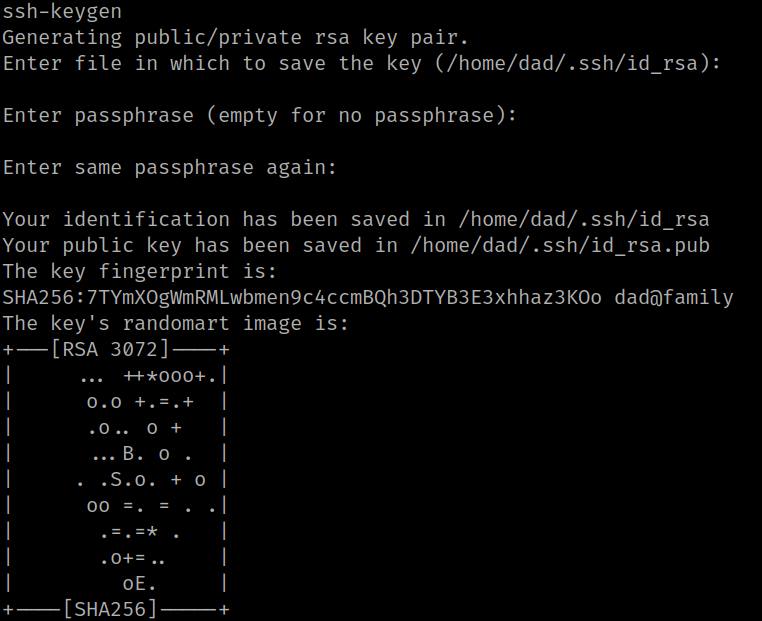 ssh-keygen
Generating public/private rsa key pair.
Enter file in which to save the key (/home/dad/.ssh/id_rsa):
Enter passphrase (empty for no passphrase):
Enter same passphrase again:
Your identification has been saved in /home/dad/.ssh/id_rsa
Your public key has been saved in /home/dad/.ssh/id_rsa.pub
The key fingerprint is:
SHA256:7TYmXOgWmRMLwbmen9c4ccmBQh3DTYB3E3xhhaz3KOo dad@family
The key's randomart image is:
+---[RSA 3072]----+
|     ... ++*ooo+.|
|      o.o +.=.+  |
|      .o.. o +   |
|      ...B. o .  |
|     . .S.o. + o |
|      oo =. = . .|
|       .=.=* .   |
|       .o+=..    |
|         oE.     |
+----[SHA256]-----+